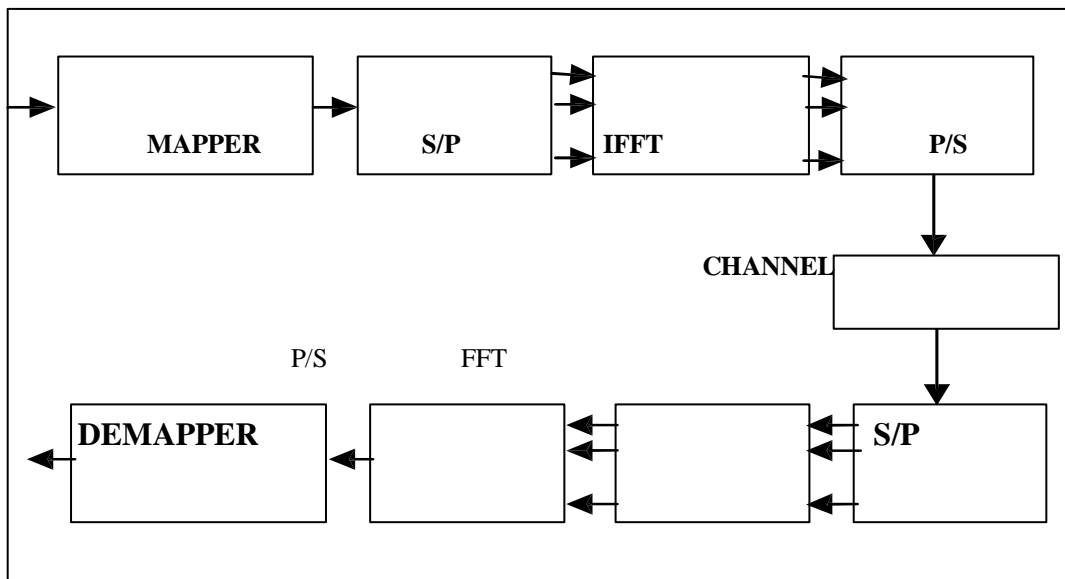 MAPPER S/P IFFT P/S
CHANNEL
P/S FFT
DEMAPPER S/P